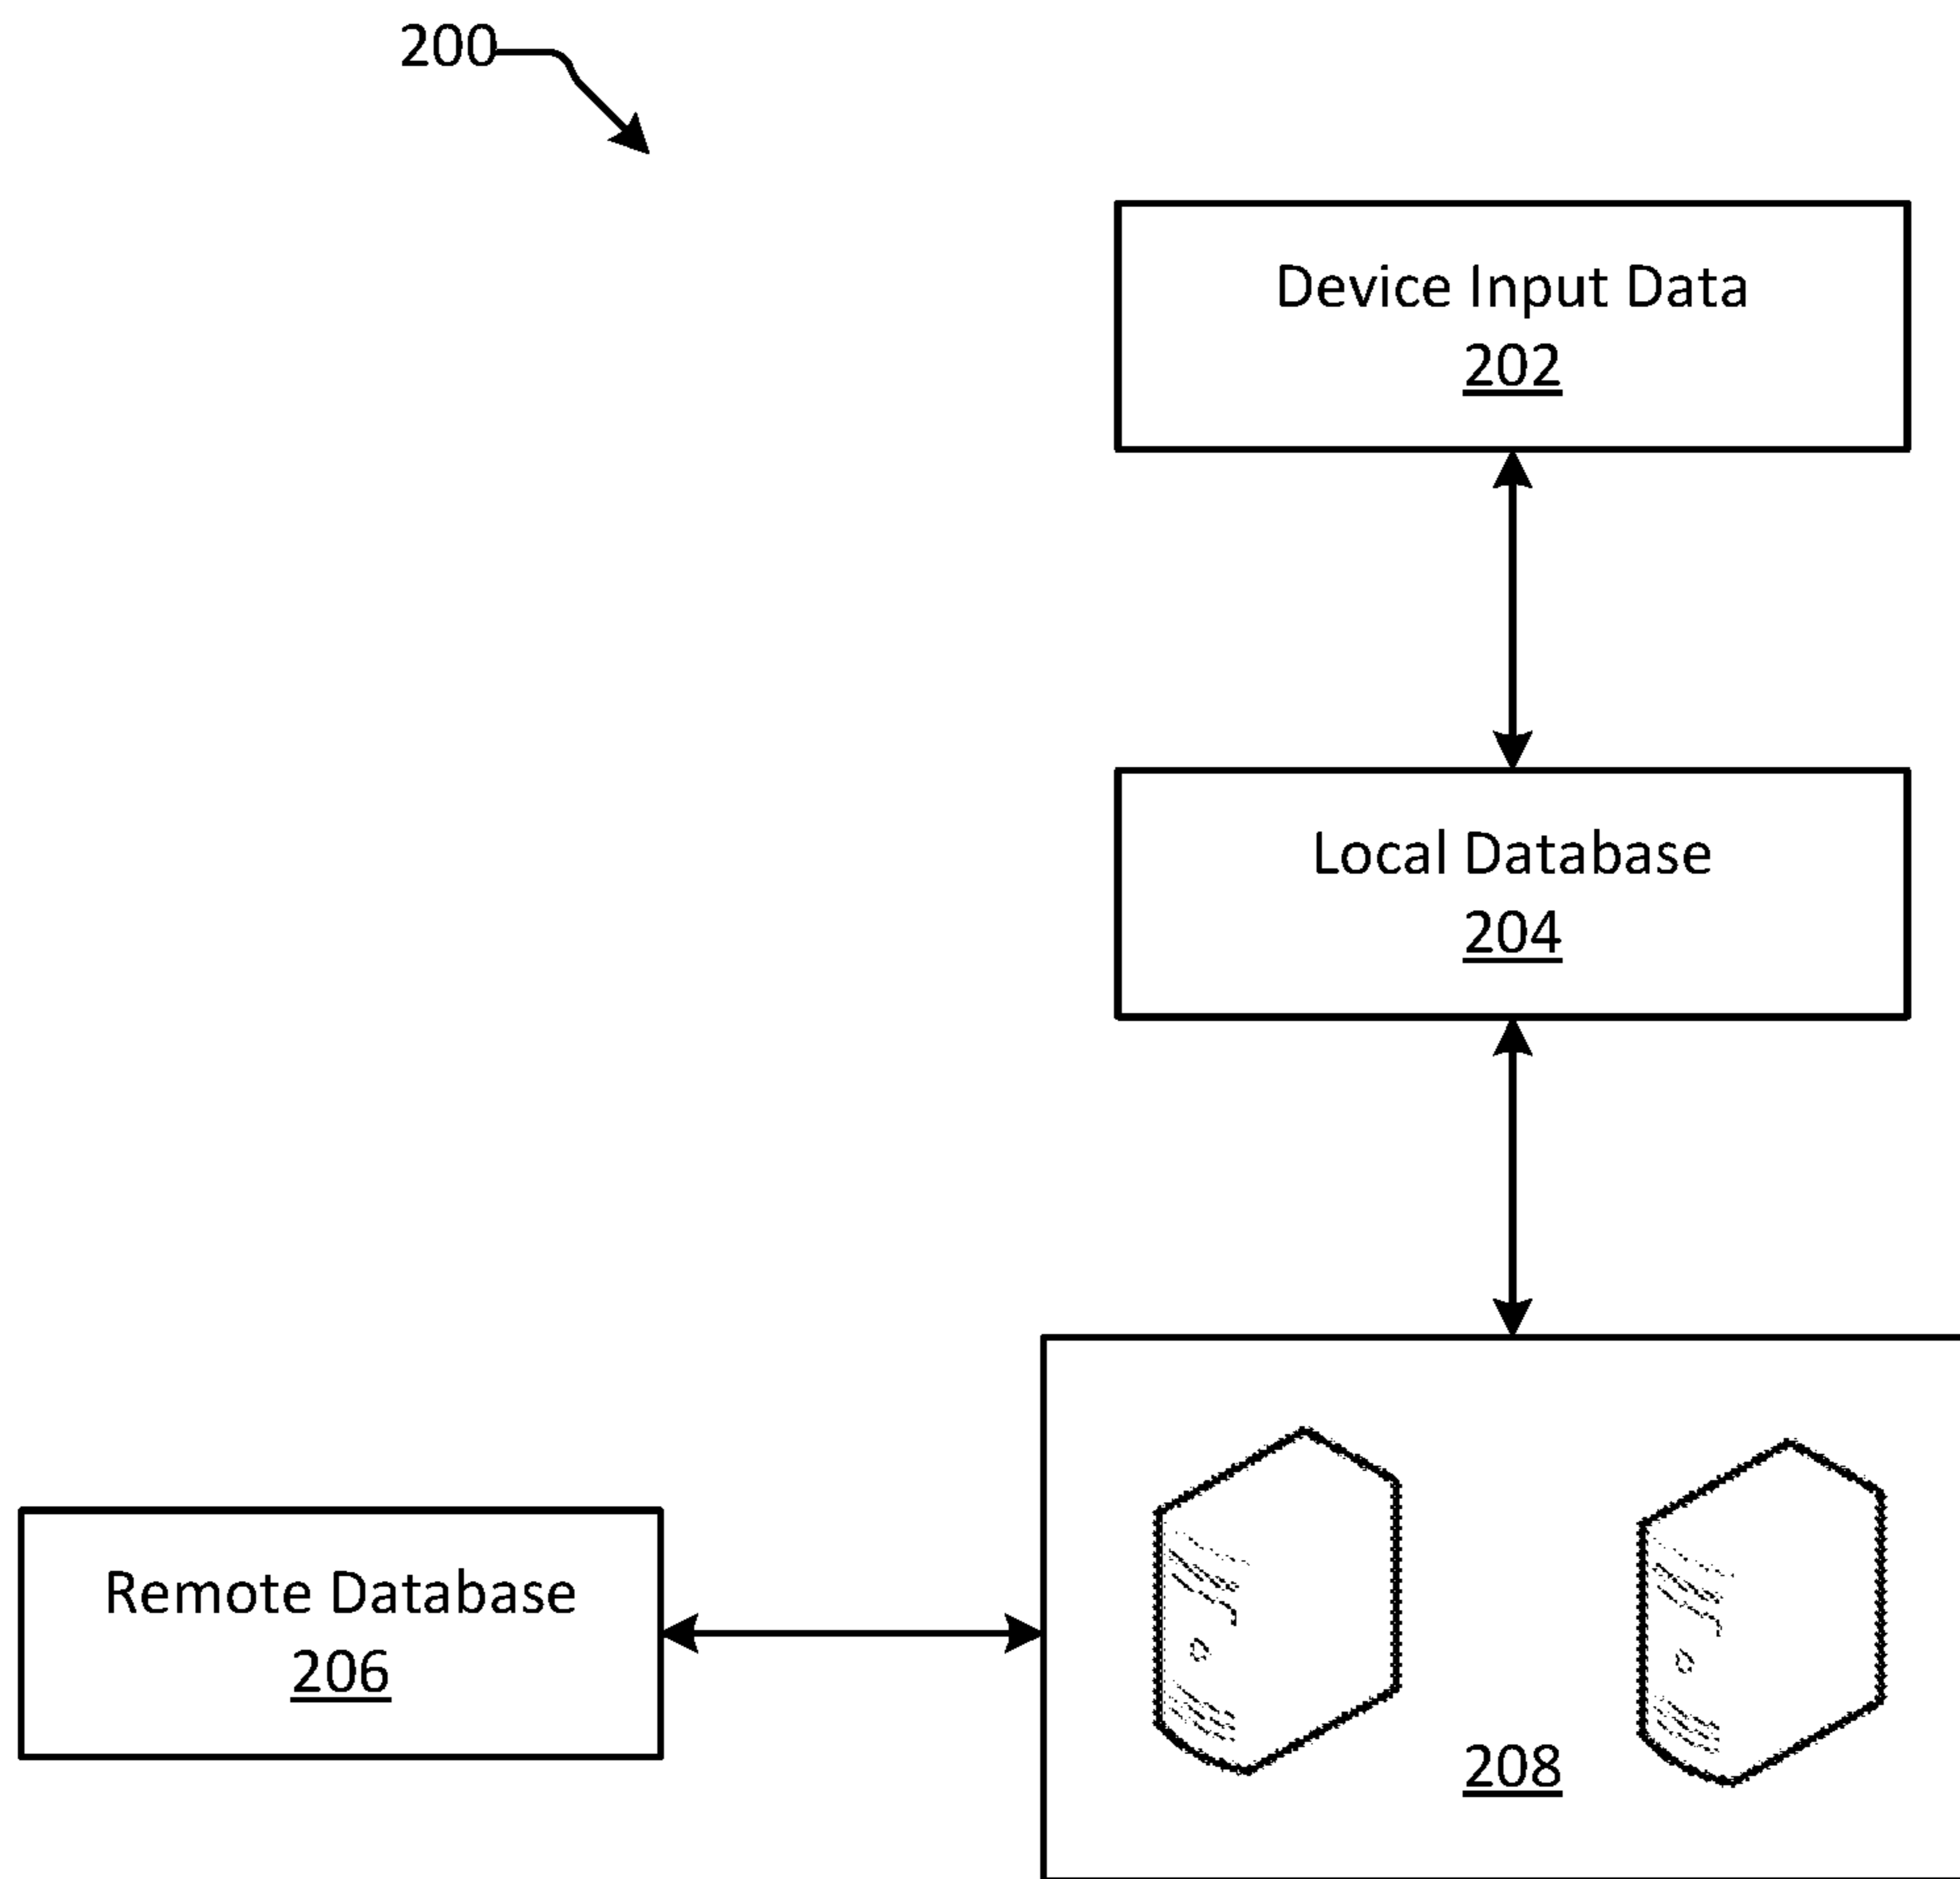 200
Device Input Data
202
Local Database
204
Remote Database
206
208